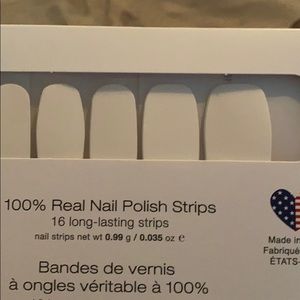 100% Real Nail Polish Strips
16 long-lasting strips
nail strips net wt 0.99 g / 0.035 oz ℮
Made in
Fabriqué
ÉTATS-
Bandes de vernis
à ongles véritable à 100%